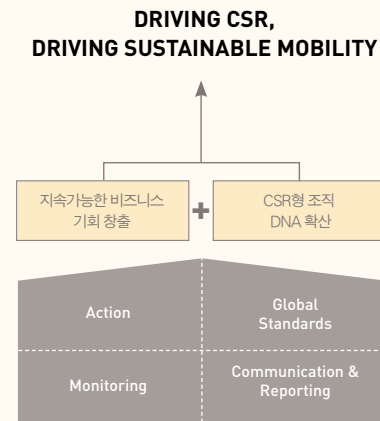 DRIVING CSR,
DRIVING SUSTAINABLE MOBILITY
지속가능한 비즈니스
기회 창출
+
CSR형 조직
DNA 확산
Action
Global
Standards
Monitoring
Communication &
Reporting